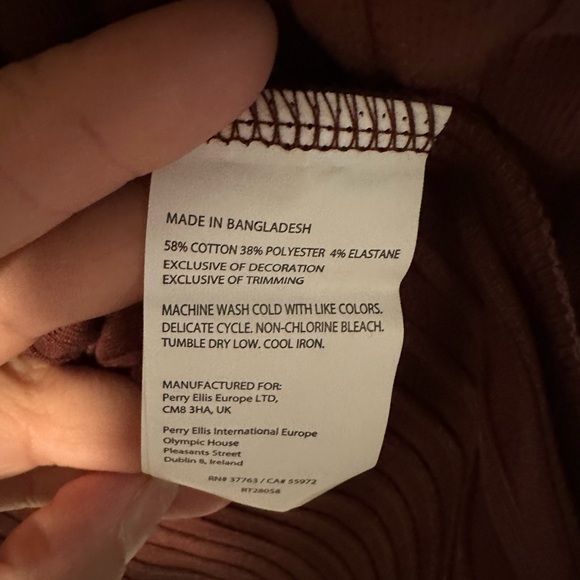 MADE IN BANGLADESH
58% COTTON 38% POLYESTER 4% ELASTANE
EXCLUSIVE OF DECORATION
EXCLUSIVE OF TRIMMING
MACHINE WASH COLD WITH LIKE COLORS.
DELICATE CYCLE. NON-CHLORINE BLEACH.
TUMBLE DRY LOW. COOL IRON.
MANUFACTURED FOR:
Perry Ellis Europe LTD,
CM8 3HA, UK
Perry Ellis International Europe
Olympic House
Pleasants Street
Dublin 8, Ireland
RN# 37763 / CA# 55972
RT28058